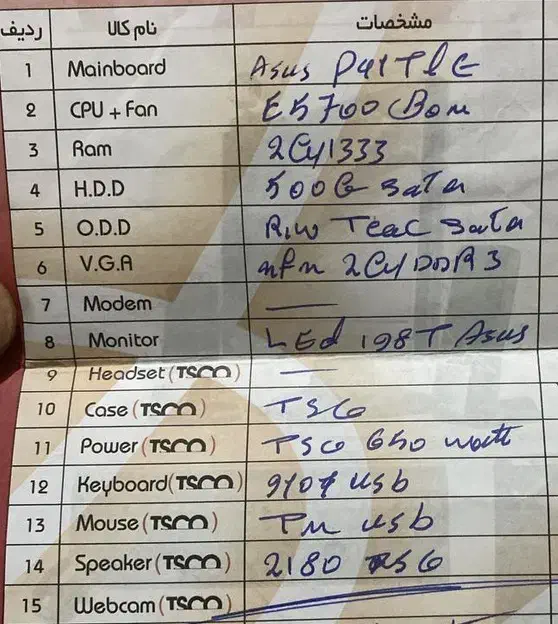 ردیف نام کالا مشخصات
1 Mainboard Asus P41T LE
2 CPU + Fan E5700 Box
3 Ram 2G/1333
4 H.D.D 500G Sata
5 O.D.D R/W Teac Sata
6 V.G.A 2G/DDR3
7 Modem —
8 Monitor LEd 198T Asus
9 Headset (TSCO) —
10 Case (TSCO) TSCO
11 Power (TSCO) TSCO 650 watt
12 Keyboard (TSCO) usb
13 Mouse (TSCO) TM usb
14 Speaker (TSCO) 2180
15 Webcam (TSCO)